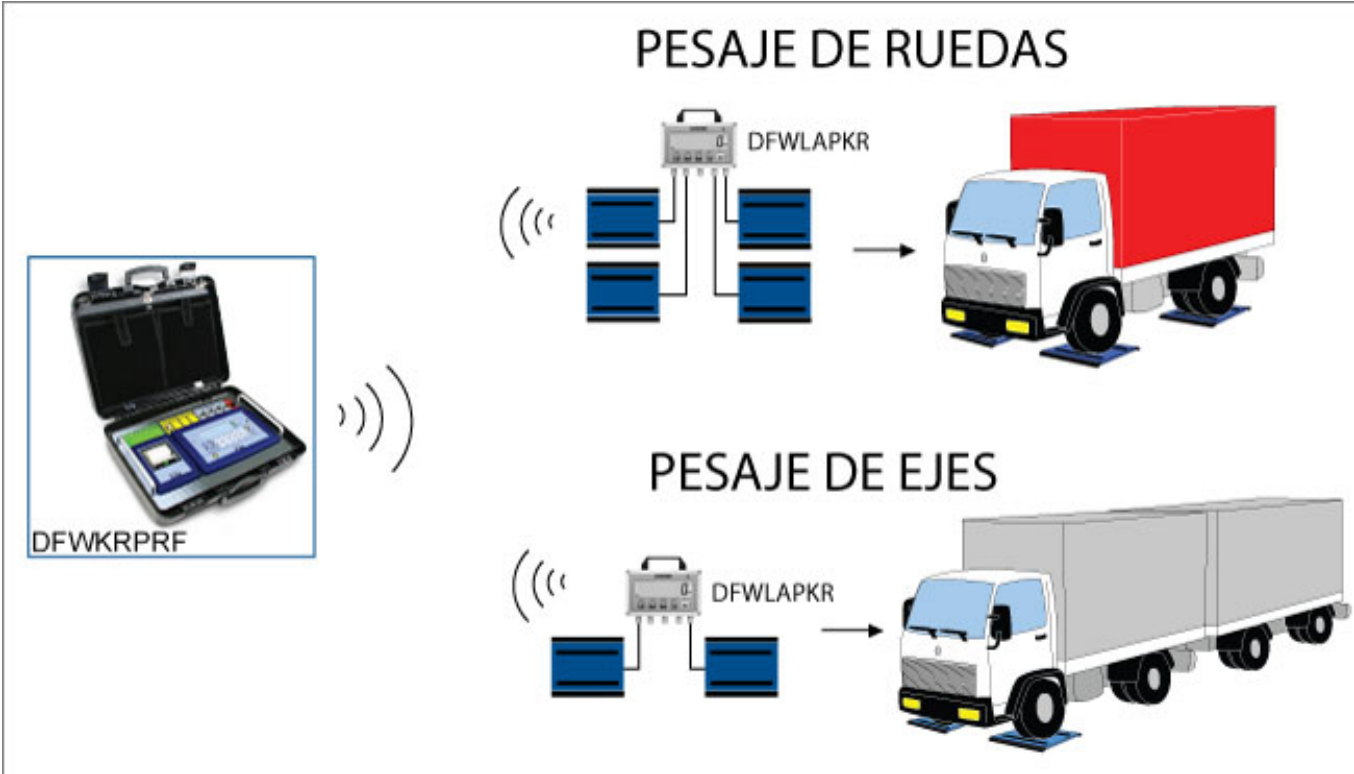 PESAJE DE RUEDAS
DFWLAPKR
DFWKRPRF
PESAJE DE EJES
DFWLAPKR